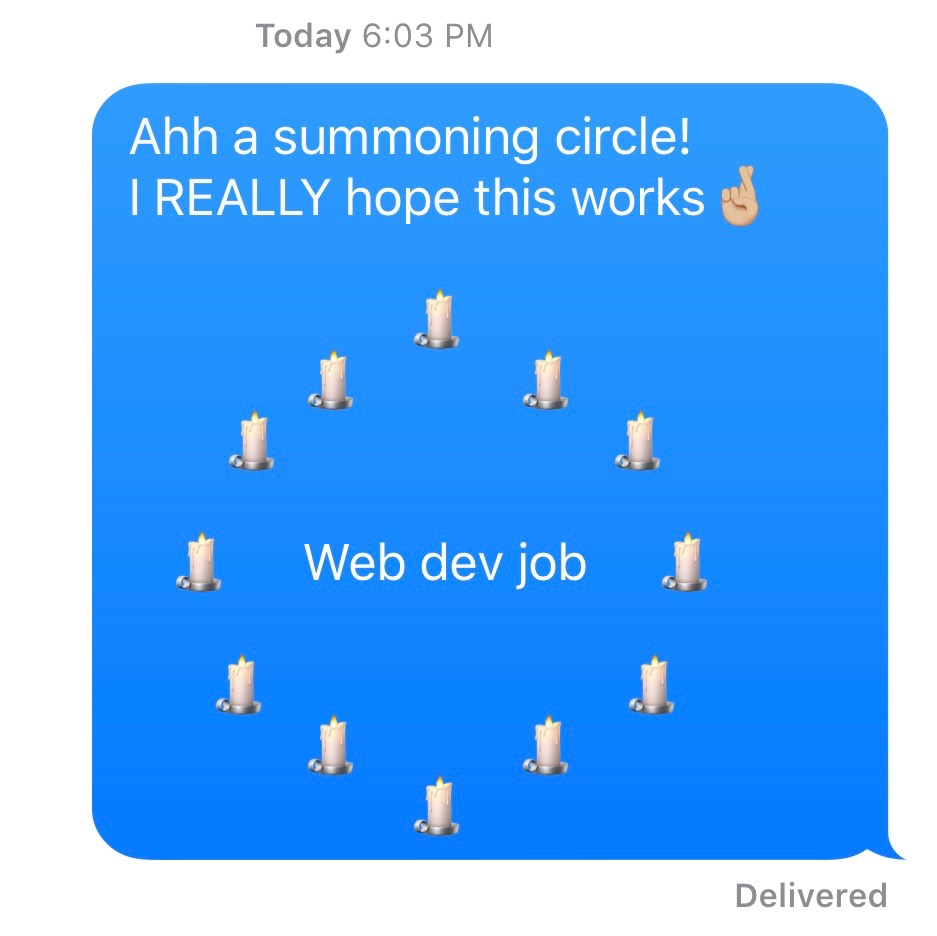 Today 6:03 PM
Ahh a summoning circle!
I REALLY hope this works🤞🏼
Web dev job
Delivered